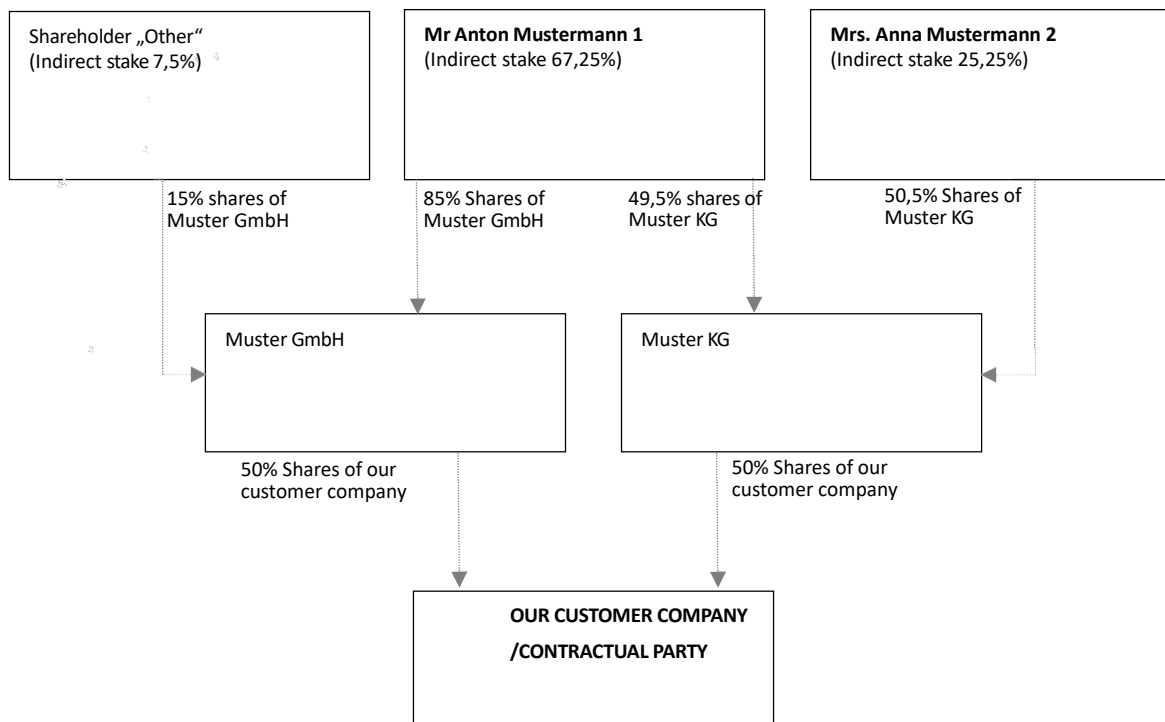 Shareholder „Other“
(Indirect stake 7,5%)
Mr Anton Mustermann 1
(Indirect stake 67,25%)
Mrs. Anna Mustermann 2
(Indirect stake 25,25%)
15% shares of
Muster GmbH
85% Shares of
Muster GmbH
49,5% shares of
Muster KG
50,5% shares of
Muster KG
Muster GmbH
Muster KG
50% Shares of our
customer company
50% Shares of our
customer company
OUR CUSTOMER COMPANY
/CONTRACTUAL PARTY